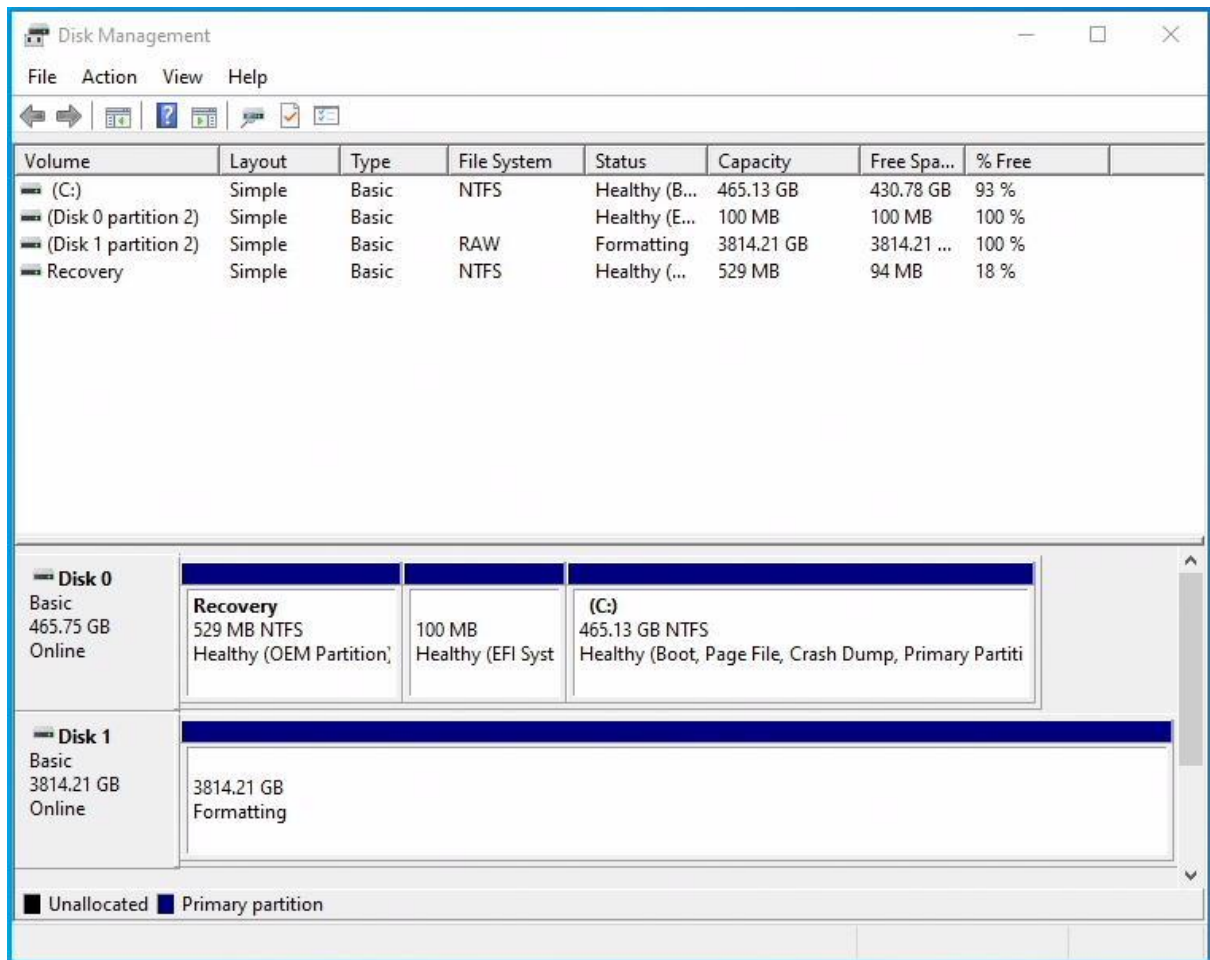 Disk Management
File Action View Help
Volume Layout Type File System Status Capacity Free Spa... % Free
(C:) Simple Basic NTFS Healthy (B... 465.13 GB 430.78 GB 93 %
(Disk 0 partition 2) Simple Basic Healthy (E... 100 MB 100 MB 100 %
(Disk 1 partition 2) Simple Basic RAW Formatting 3814.21 GB 3814.21 ... 100 %
Recovery Simple Basic NTFS Healthy (... 529 MB 94 MB 18 %
Disk 0
Basic
465.75 GB
Online
Recovery
529 MB NTFS
Healthy (OEM Partition)
100 MB
Healthy (EFI Syst
(C:)
465.13 GB NTFS
Healthy (Boot, Page File, Crash Dump, Primary Partiti
Disk 1
Basic
3814.21 GB
Online
3814.21 GB
Formatting
Unallocated Primary partition